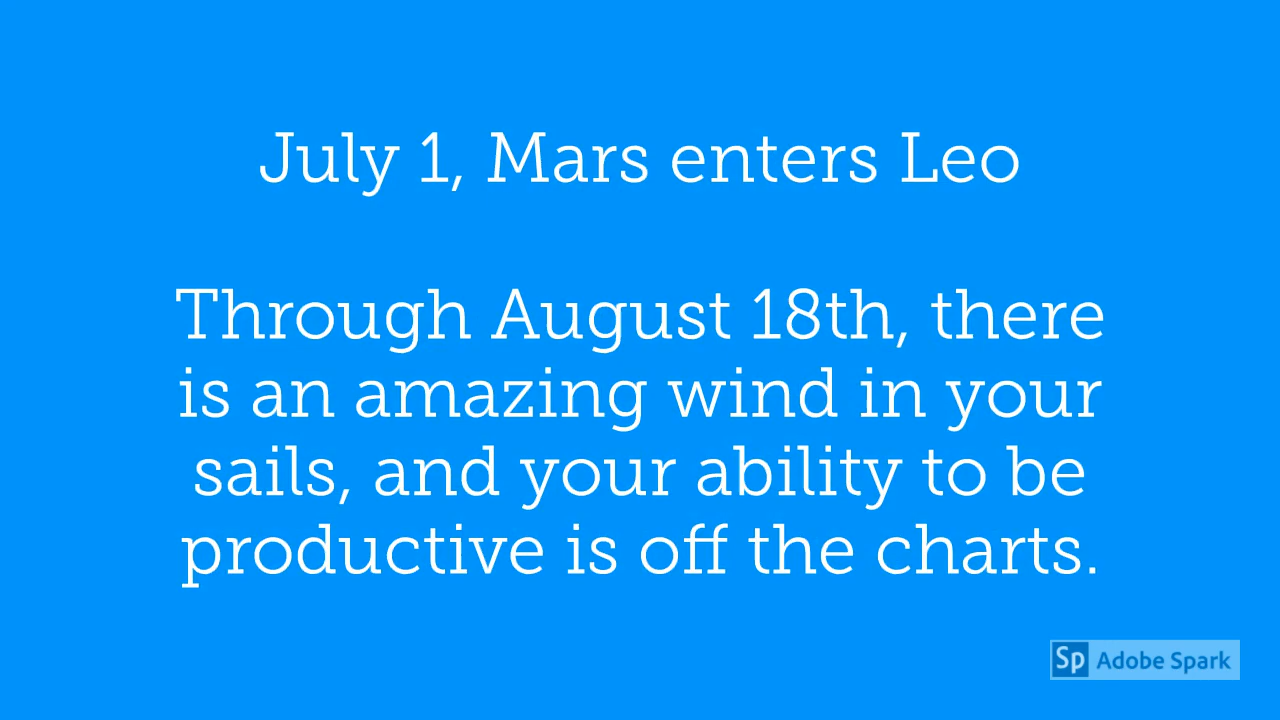 July 1, Mars enters Leo
Through August 18th, there
is an amazing wind in your
sails, and your ability to be
productive is off the charts.
Sp Adobe Spark